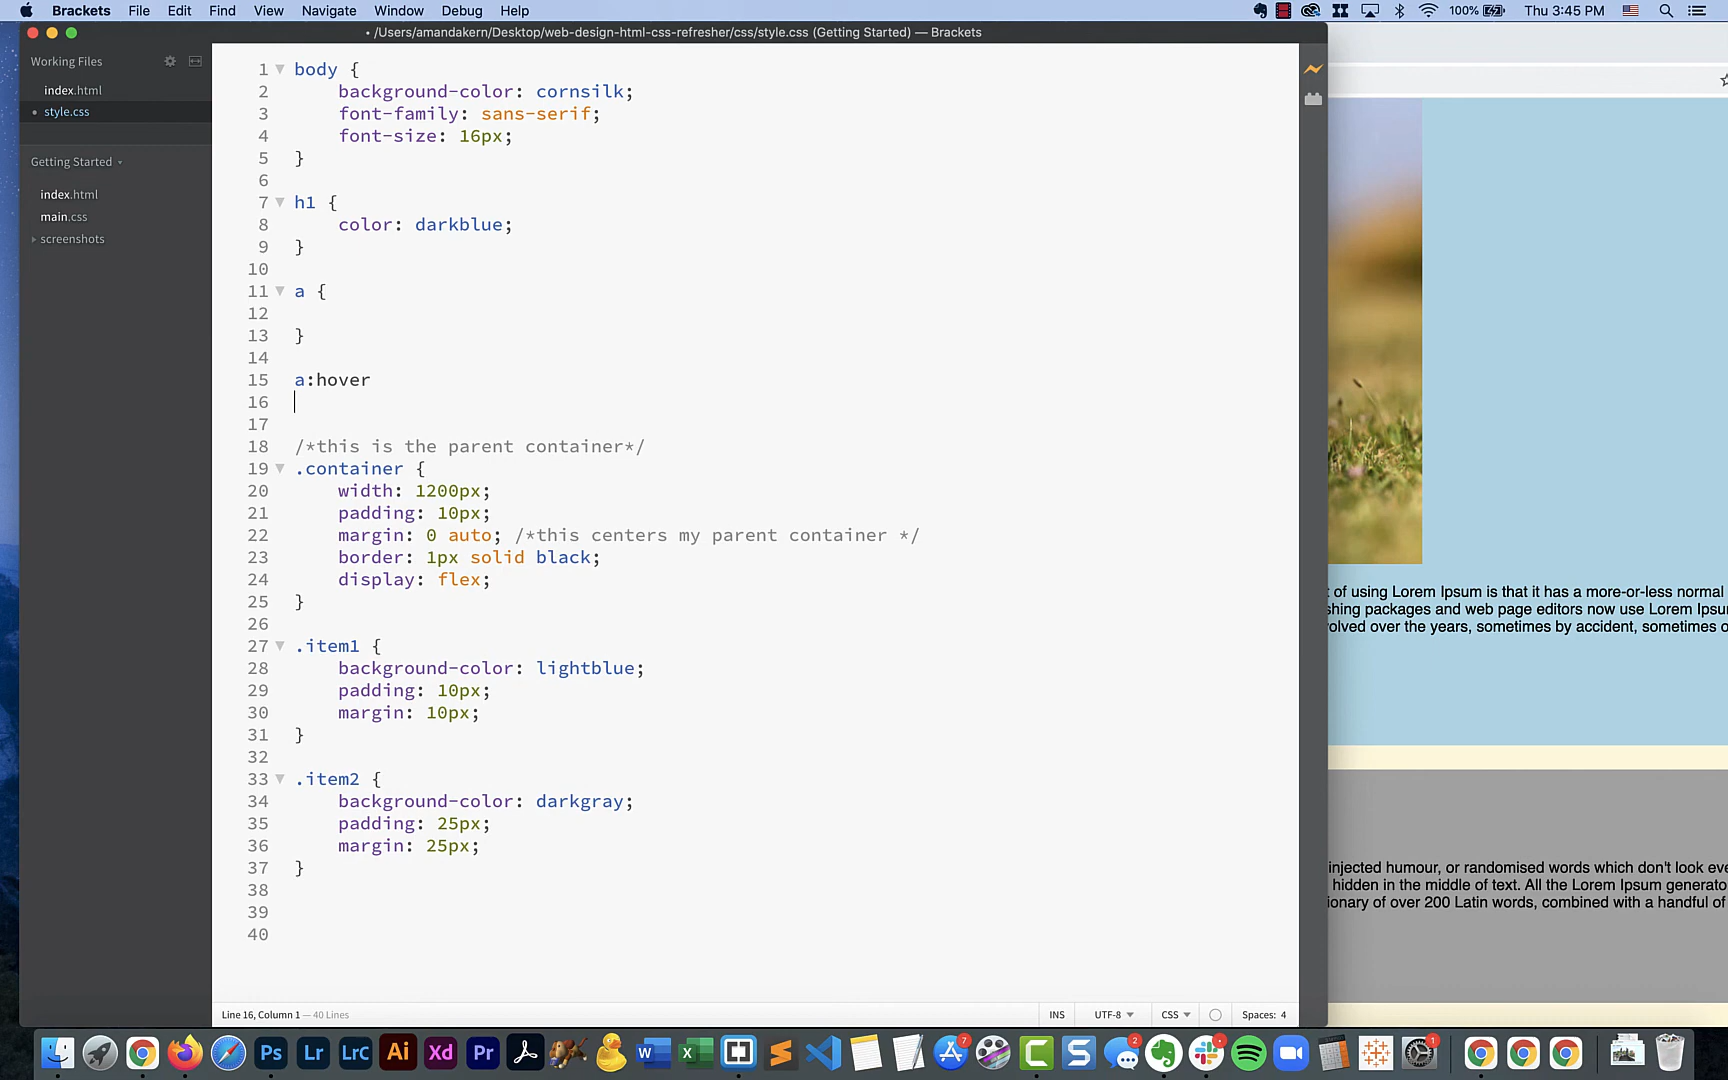 Brackets File Edit Find View Navigate Window Debug Help 100% Thu 3:45 PM
• /Users/amandakern/Desktop/web-design-html-css-refresher/css/style.css (Getting Started) — Brackets
Working Files
index.html
• style.css
Getting Started
index.html
main.css
screenshots
1 body {
2 background-color: cornsilk;
3 font-family: sans-serif;
4 font-size: 16px;
5 }
6
7 h1 {
8 color: darkblue;
9 }
10
11 a {
12
13 }
14
15 a:hover
16
17
18 /*this is the parent container*/
19 .container {
20 width: 1200px;
21 padding: 10px;
22 margin: 0 auto; /*this centers my parent container */
23 border: 1px solid black;
24 display: flex;
25 }
26
27 .item1 {
28 background-color: lightblue;
29 padding: 10px;
30 margin: 10px;
31 }
32
33 .item2 {
34 background-color: darkgray;
35 padding: 25px;
36 margin: 25px;
37 }
38
39
40
of using Lorem Ipsum is that it has a more-or-less normal
shing packages and web page editors now use Lorem Ipsu
olved over the years, sometimes by accident, sometimes o
injected humour, or randomised words which don't look eve
hidden in the middle of text. All the Lorem Ipsum generato
ionary of over 200 Latin words, combined with a handful of
Line 16, Column 1 — 40 Lines INS UTF-8 CSS Spaces: 4
Ps Lr LrC Ai Xd Pr W X 7 C S 2 1